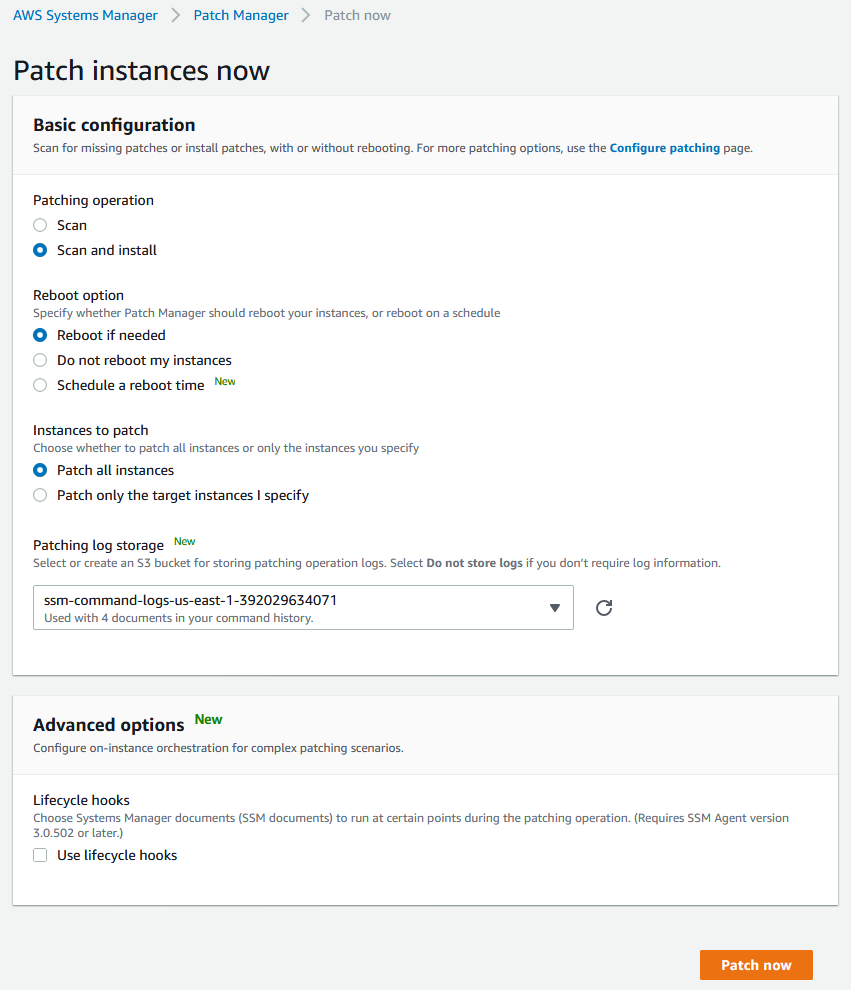 AWS Systems Manager > Patch Manager > Patch now
Patch instances now
Basic configuration
Scan for missing patches or install patches, with or without rebooting. For more patching options, use the Configure patching page.
Patching operation
Scan
Scan and install
Reboot option
Specify whether Patch Manager should reboot your instances, or reboot on a schedule
Reboot if needed
Do not reboot my instances
Schedule a reboot time New
Instances to patch
Choose whether to patch all instances or only the instances you specify
Patch all instances
Patch only the target instances I specify
Patching log storage New
Select or create an S3 bucket for storing patching operation logs. Select Do not store logs if you don't require log information.
ssm-command-logs-us-east-1-392029634071
Used with 4 documents in your command history.
Advanced options New
Configure on-instance orchestration for complex patching scenarios.
Lifecycle hooks
Choose Systems Manager documents (SSM documents) to run at certain points during the patching operation. (Requires SSM Agent version
3.0.502 or later.)
Use lifecycle hooks
Patch now